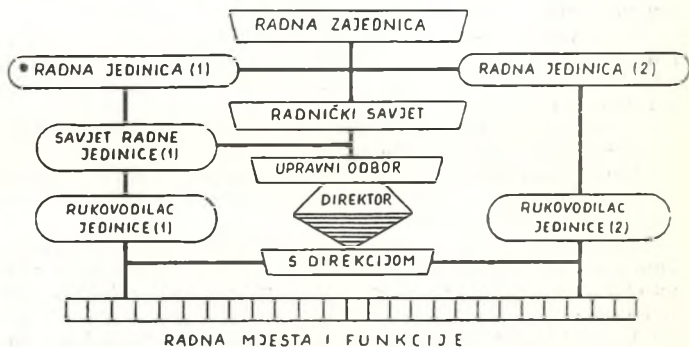 RADNA ZAJEDNICA
RADNA JEDINICA (1)
RADNA JEDINICA (2)
RADNIČKI SAVJET
SAVJET RADNE
JEDINICE (1)
UPRAVNI ODBOR
DIREKTOR
RUKOVODILAC
JEDINICE (1)
RUKOVODILAC
JEDINICE (2)
S DIREKCIJOM
RADNA MJESTA I FUNKCIJE